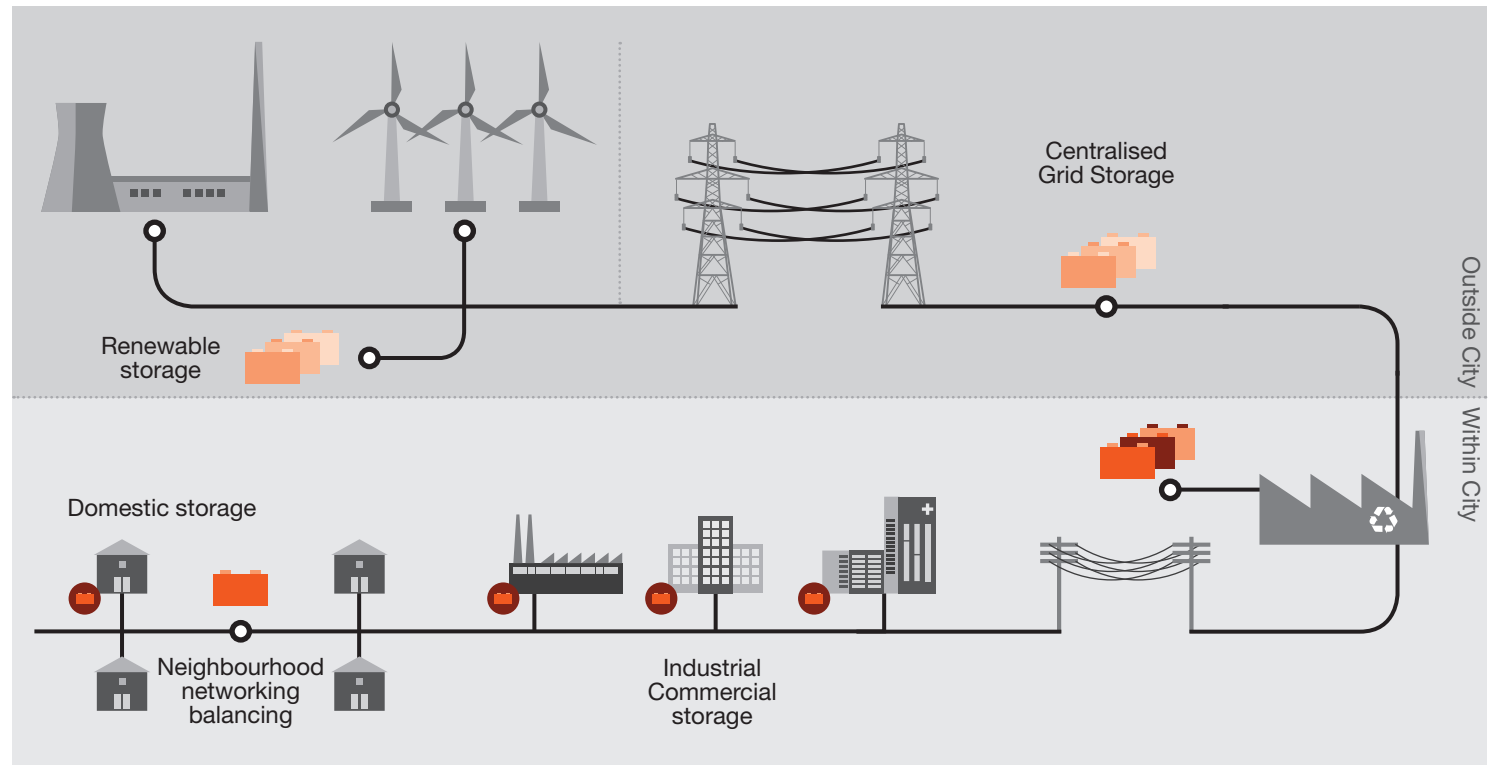 Centralised
Grid Storage
Renewable
storage
Outside City
Within City
Domestic storage
Neighbourhood
networking
balancing
Industrial
Commercial
storage